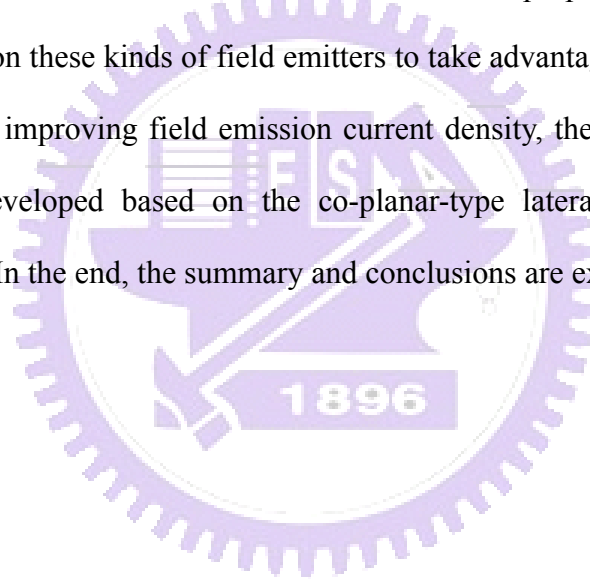 on these kinds of field emitters to take advanta
improving field emission current density, the
eveloped based on the co-planar-type latera
In the end, the summary and conclusions are ex
E S A
1896